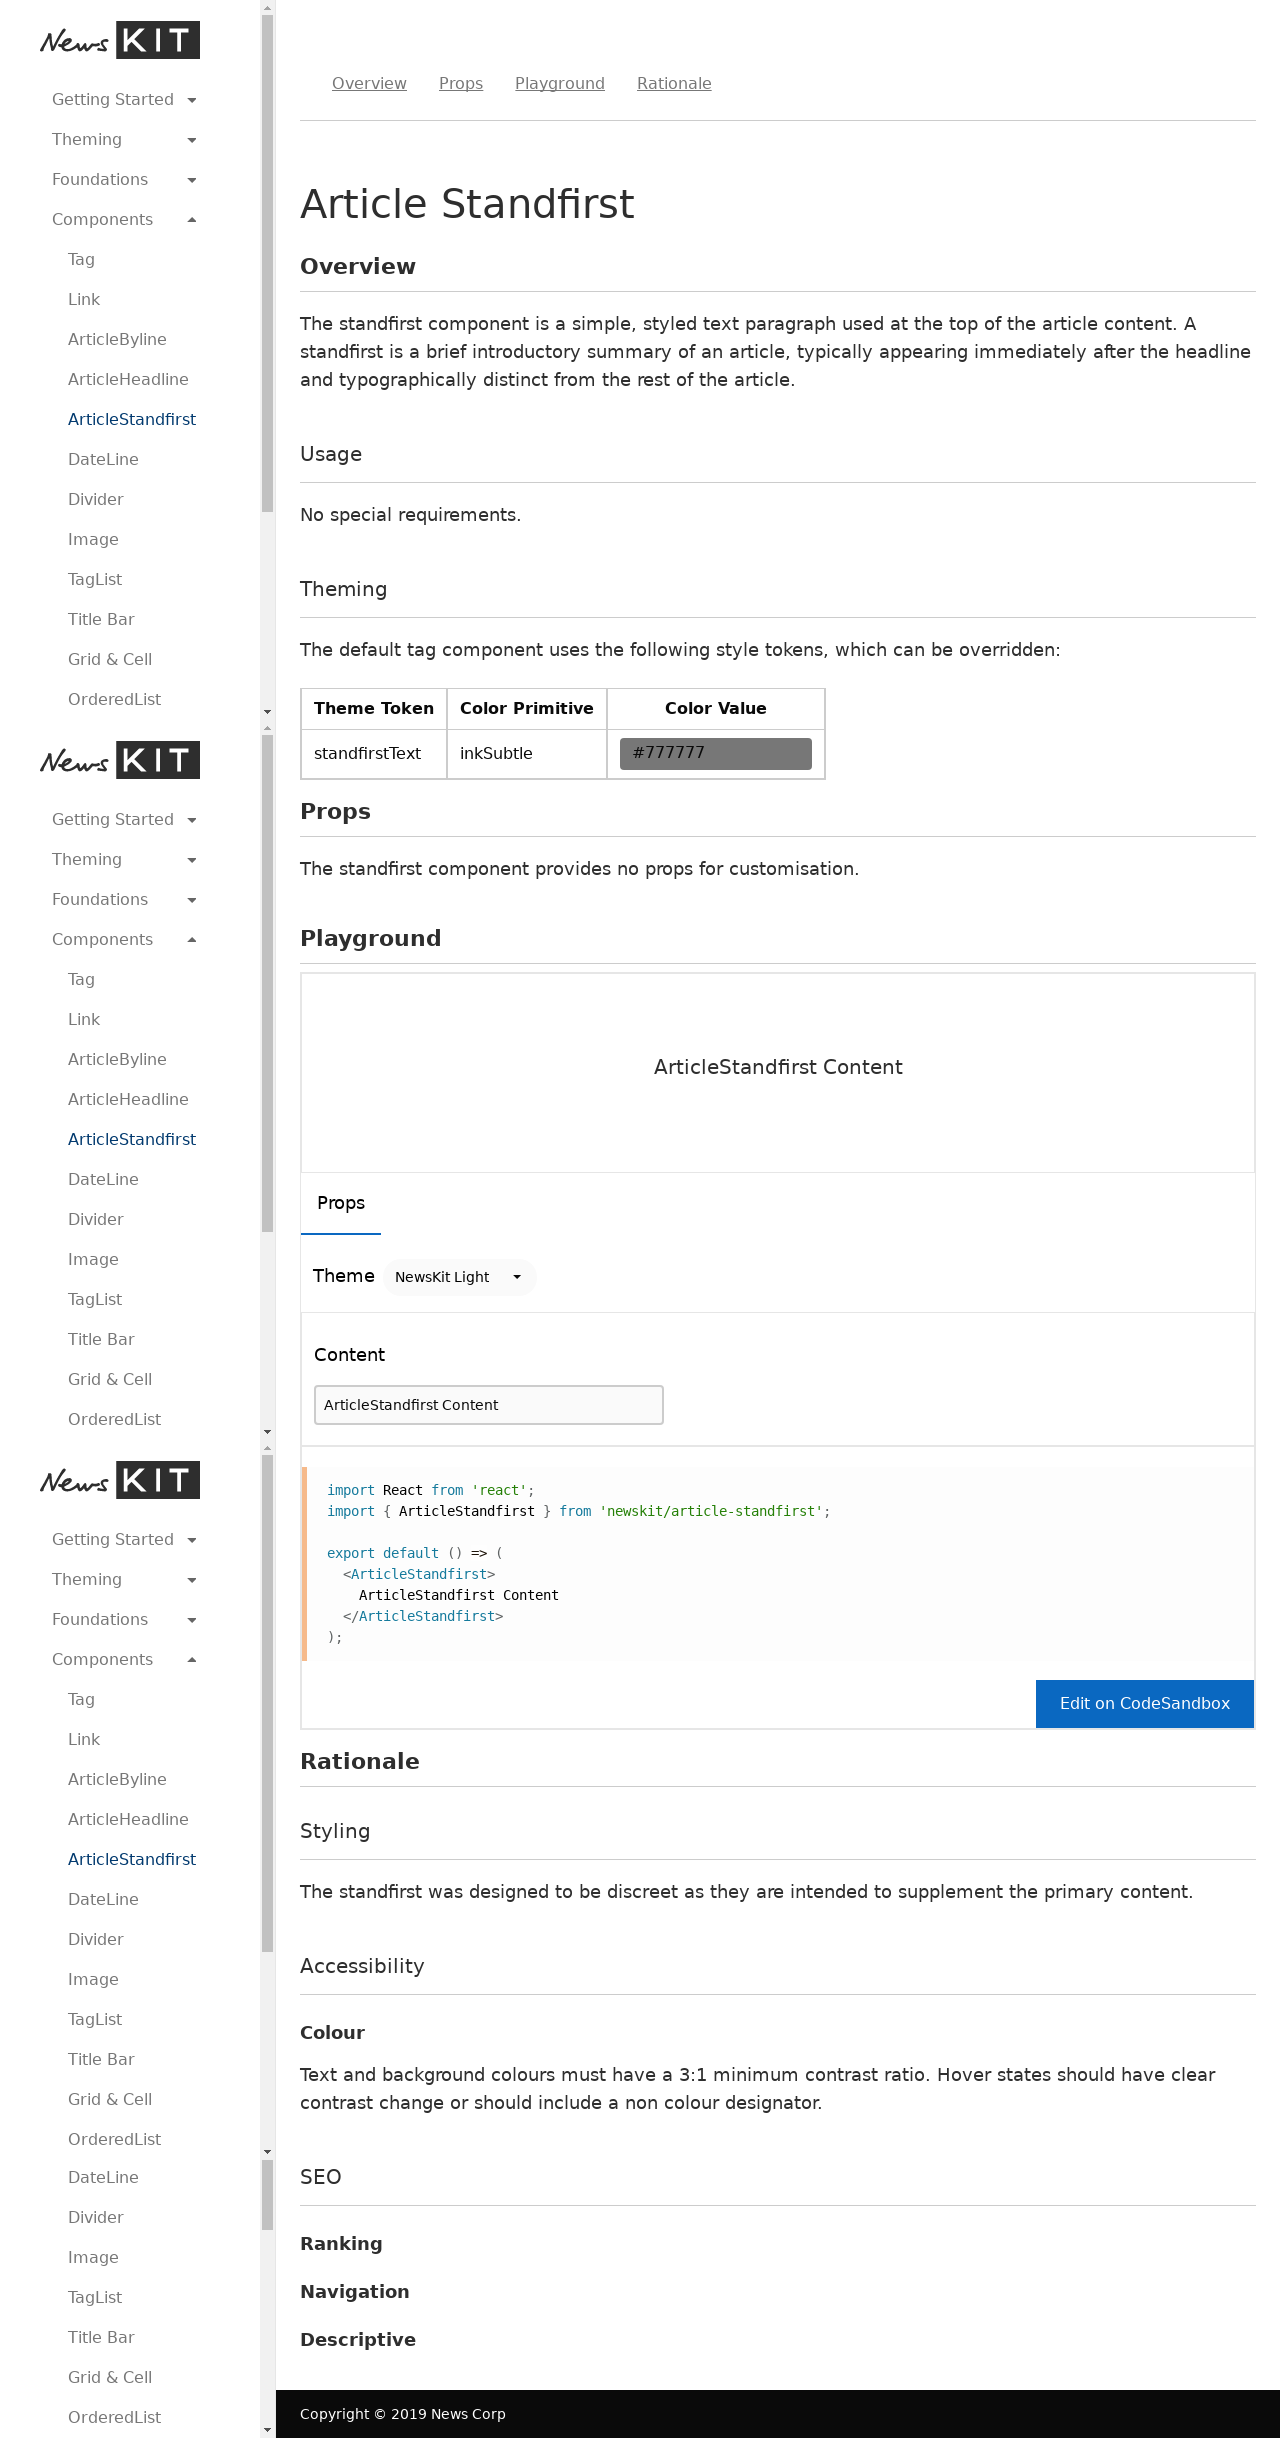 News KIT
Getting Started
Theming
Foundations
Components
Tag
Link
ArticleByline
ArticleHeadline
ArticleStandfirst
DateLine
Divider
Image
TagList
Title Bar
Grid & Cell
OrderedList
News KIT
Getting Started
Theming
Foundations
Components
Tag
Link
ArticleByline
ArticleHeadline
ArticleStandfirst
DateLine
Divider
Image
TagList
Title Bar
Grid & Cell
OrderedList
News KIT
Getting Started
Theming
Foundations
Components
Tag
Link
ArticleByline
ArticleHeadline
ArticleStandfirst
DateLine
Divider
Image
TagList
Title Bar
Grid & Cell
OrderedList
DateLine
Divider
Image
TagList
Title Bar
Grid & Cell
OrderedList
Overview Props Playground Rationale
Article Standfirst
Overview
The standfirst component is a simple, styled text paragraph used at the top of the article content. A
standfirst is a brief introductory summary of an article, typically appearing immediately after the headline
and typographically distinct from the rest of the article.
Usage
No special requirements.
Theming
The default tag component uses the following style tokens, which can be overridden:
Theme Token Color Primitive Color Value
standfirstText inkSubtle #777777
Props
The standfirst component provides no props for customisation.
Playground
ArticleStandfirst Content
Props
Theme NewsKit Light
Content
ArticleStandfirst Content
import React from 'react';
import { ArticleStandfirst } from 'newskit/article-standfirst';
export default () => (
<ArticleStandfirst>
ArticleStandfirst Content
</ArticleStandfirst>
);
Edit on CodeSandbox
Rationale
Styling
The standfirst was designed to be discreet as they are intended to supplement the primary content.
Accessibility
Colour
Text and background colours must have a 3:1 minimum contrast ratio. Hover states should have clear
contrast change or should include a non colour designator.
SEO
Ranking
Navigation
Descriptive
Copyright © 2019 News Corp